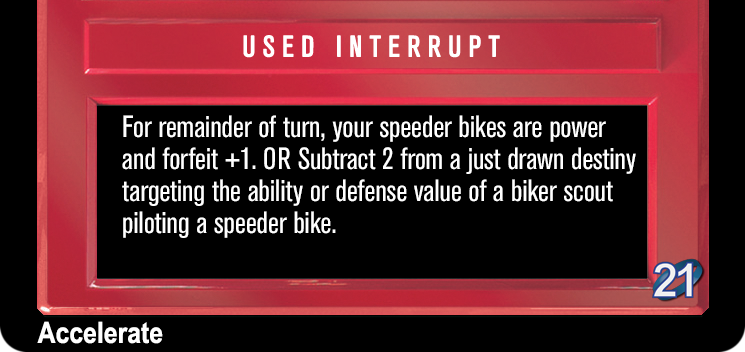 USED INTERRUPT
For remainder of turn, your speeder bikes are power
and forfeit +1. OR Subtract 2 from a just drawn destiny
targeting the ability or defense value of a biker scout
piloting a speeder bike.
21
Accelerate